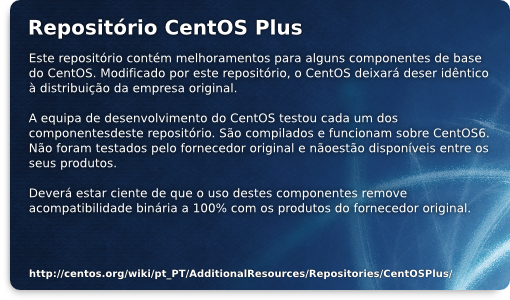 Repositório CentOS Plus
Este repositório contém melhoramentos para alguns componentes de base
do CentOS. Modificado por este repositório, o CentOS deixará deser idêntico
à distribuição da empresa original.
A equipa de desenvolvimento do CentOS testou cada um dos
componentesdeste repositório. São compilados e funcionam sobre CentOS6.
Não foram testados pelo fornecedor original e nãoestão disponíveis entre os
seus produtos.
Deverá estar ciente de que o uso destes componentes remove
acompatibilidade binária a 100% com os produtos do fornecedor original.
http://centos.org/wiki/pt_PT/AdditionalResources/Repositories/CentOSPlus/